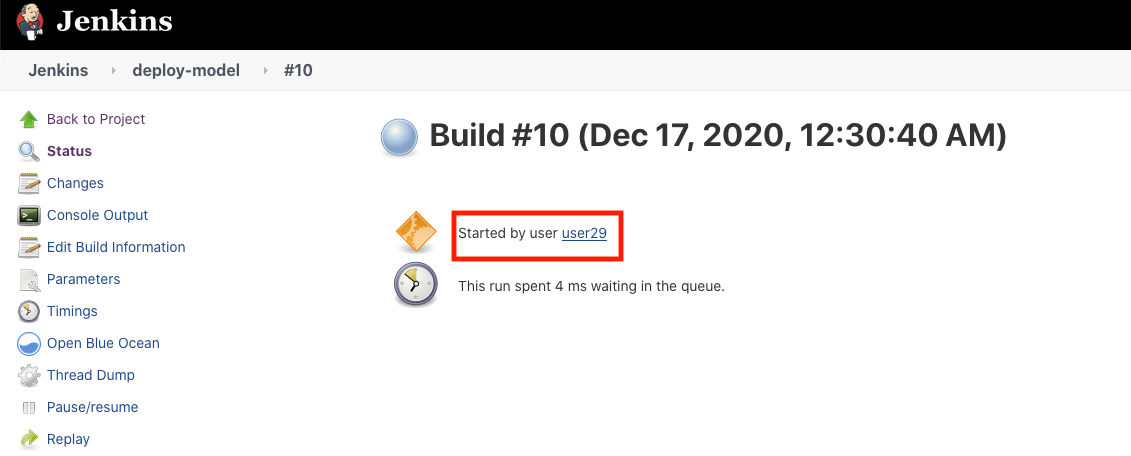 Jenkins
Jenkins deploy-model #10
Back to Project
Status
Changes
Console Output
Edit Build Information
Parameters
Timings
Open Blue Ocean
Thread Dump
Pause/resume
Replay
Build #10 (Dec 17, 2020, 12:30:40 AM)
Started by user user29
This run spent 4 ms waiting in the queue.